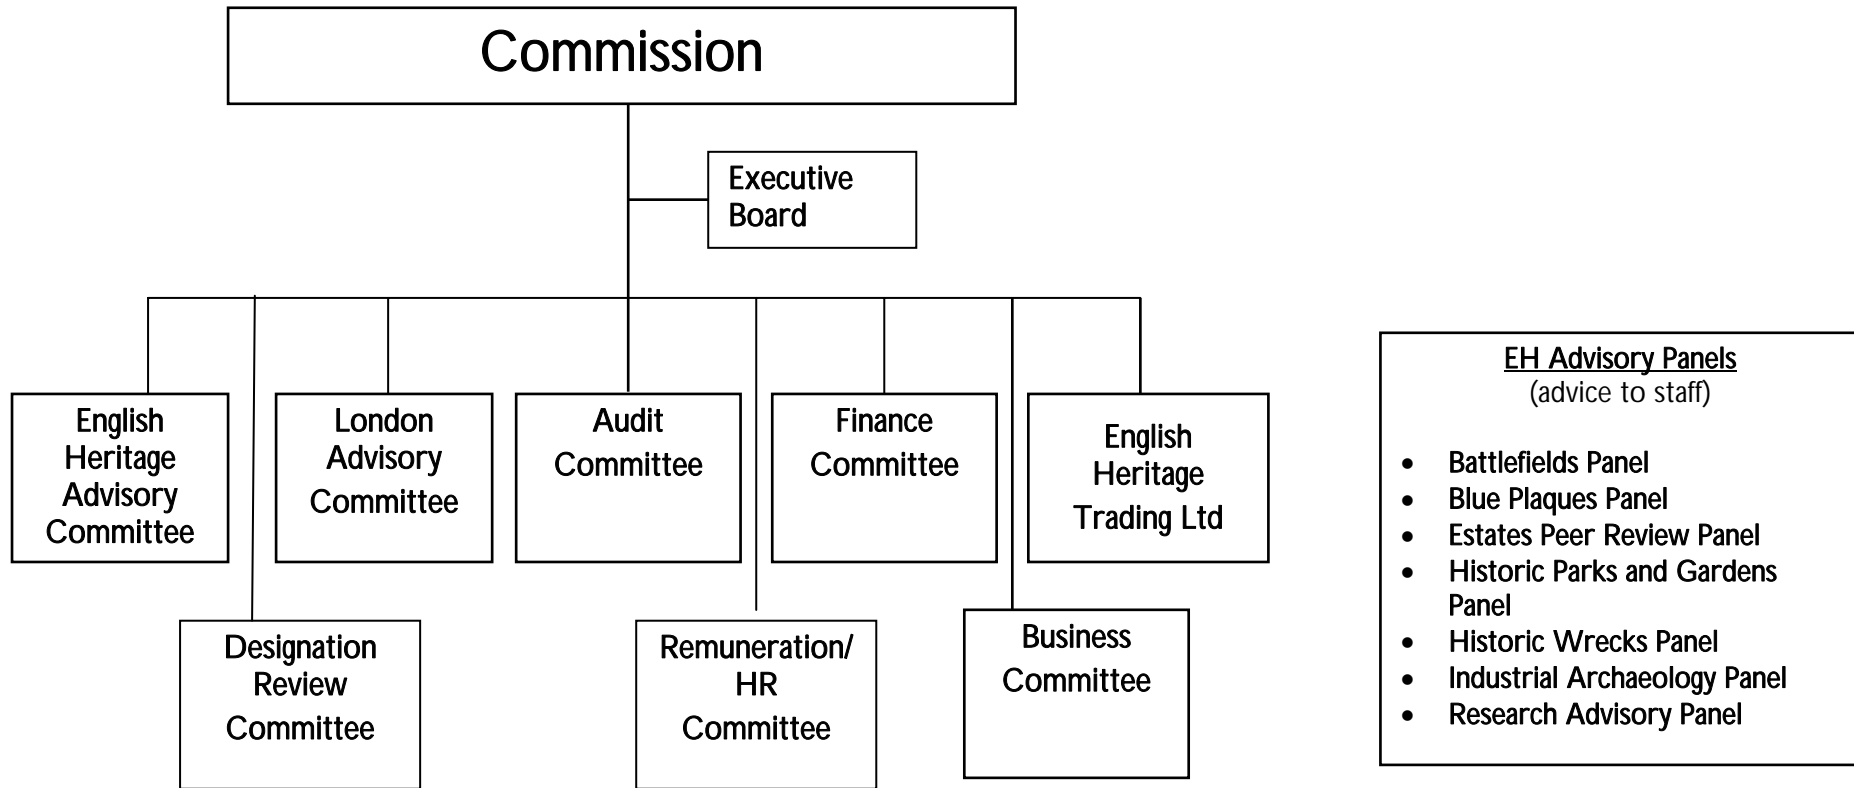 Commission
Executive
Board
English
Heritage
Advisory
Committee
London
Advisory
Committee
Audit
Committee
Finance
Committee
English
Heritage
Trading Ltd
Designation
Review
Committee
Remuneration/
HR
Committee
Business
Committee
EH Advisory Panels
(advice to staff)
• Battlefields Panel
• Blue Plaques Panel
• Estates Peer Review Panel
• Historic Parks and Gardens
Panel
• Historic Wrecks Panel
• Industrial Archaeology Panel
• Research Advisory Panel